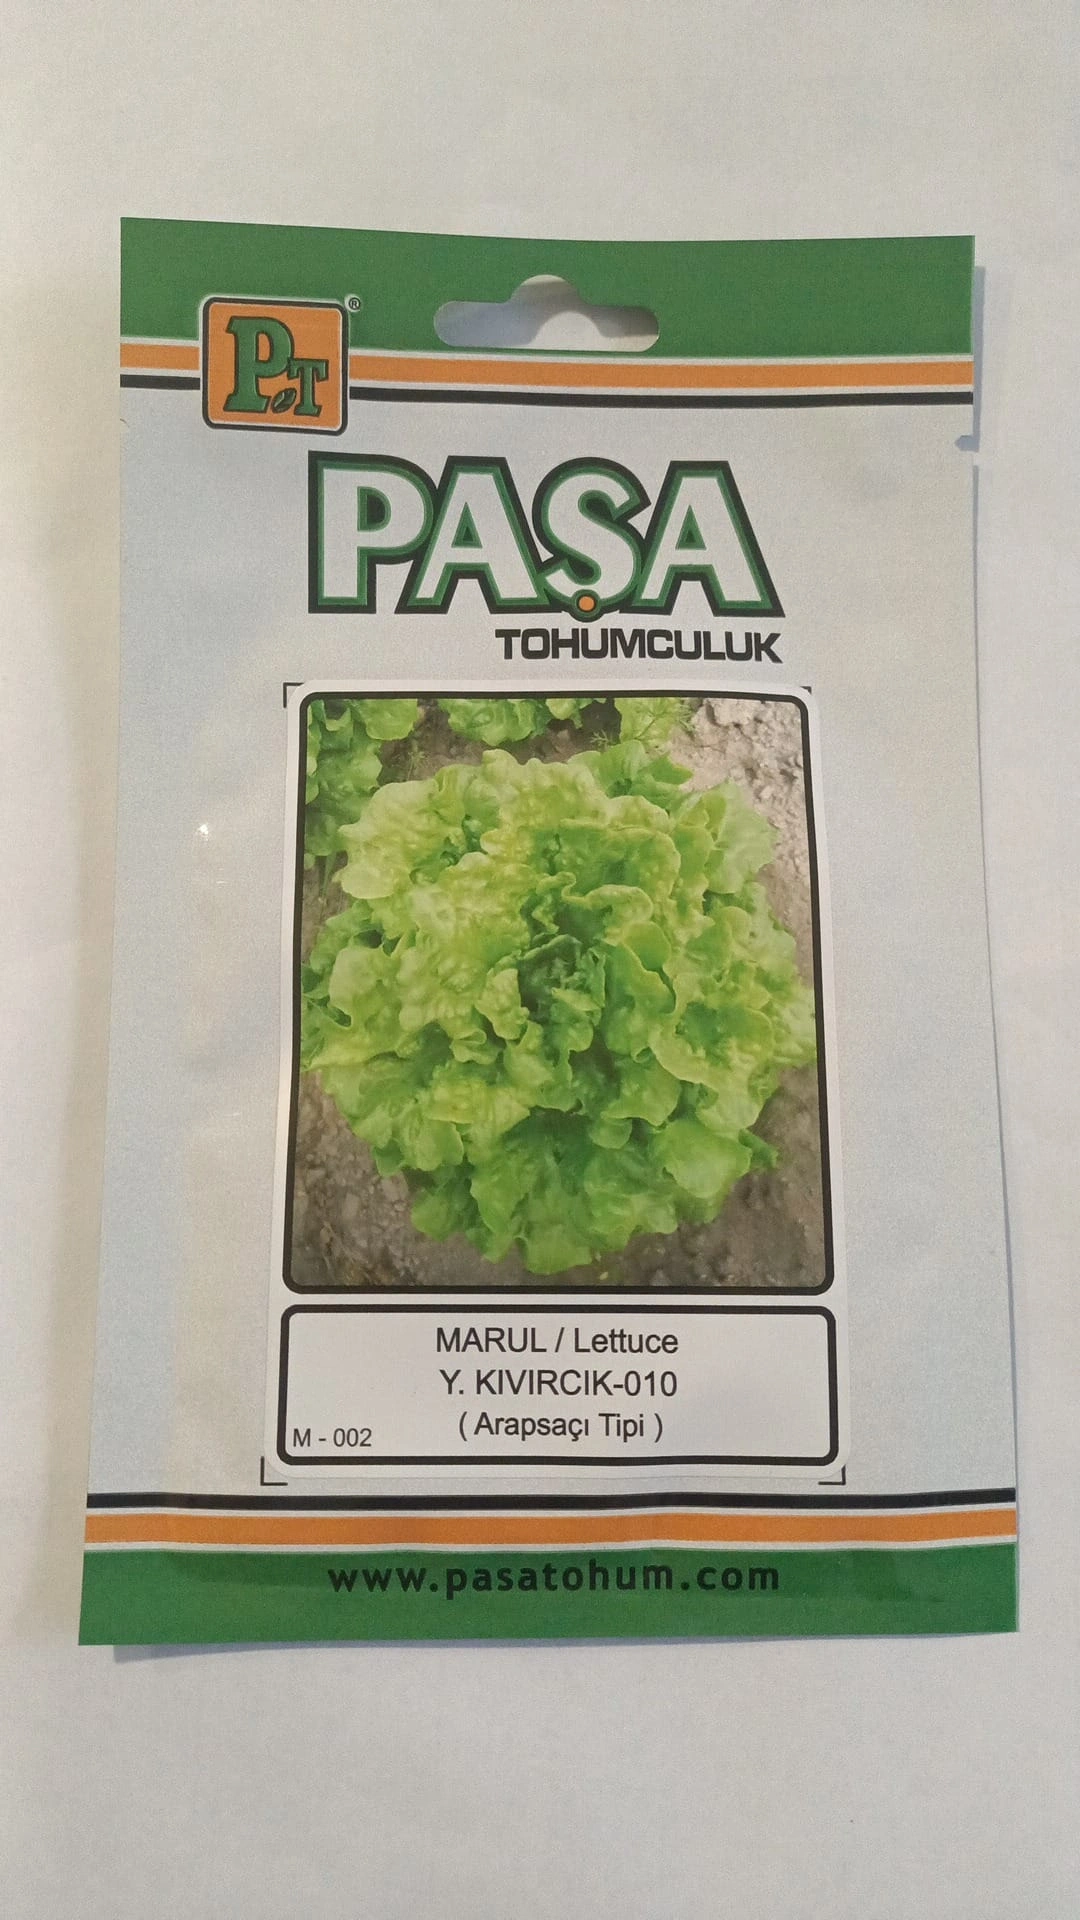 PT ®
PAŞA
TOHUMCULUK
MARUL / Lettuce
Y. KIVIRCIK-010
( Arapsaçı Tipi )
M - 002
www.pasatohum.com